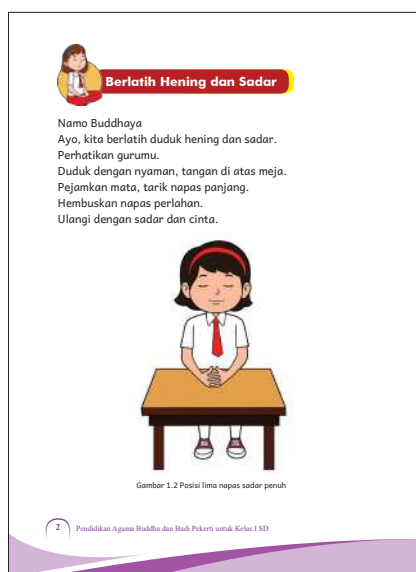 Berlatih Hening dan Sadar
Namo Buddhaya
Ayo, kita berlatih duduk hening dan sadar.
Perhatikan gurumu.
Duduk dengan nyaman, tangan di atas meja.
Pejamkan mata, tarik napas panjang.
Hembuskan napas perlahan.
Ulangi dengan sadar dan cinta.
Gambar 1.2 Posisi lima napas sadar penuh
2 Pendidikan Agama Buddha dan Budi Pekerti untuk Kelas I SD